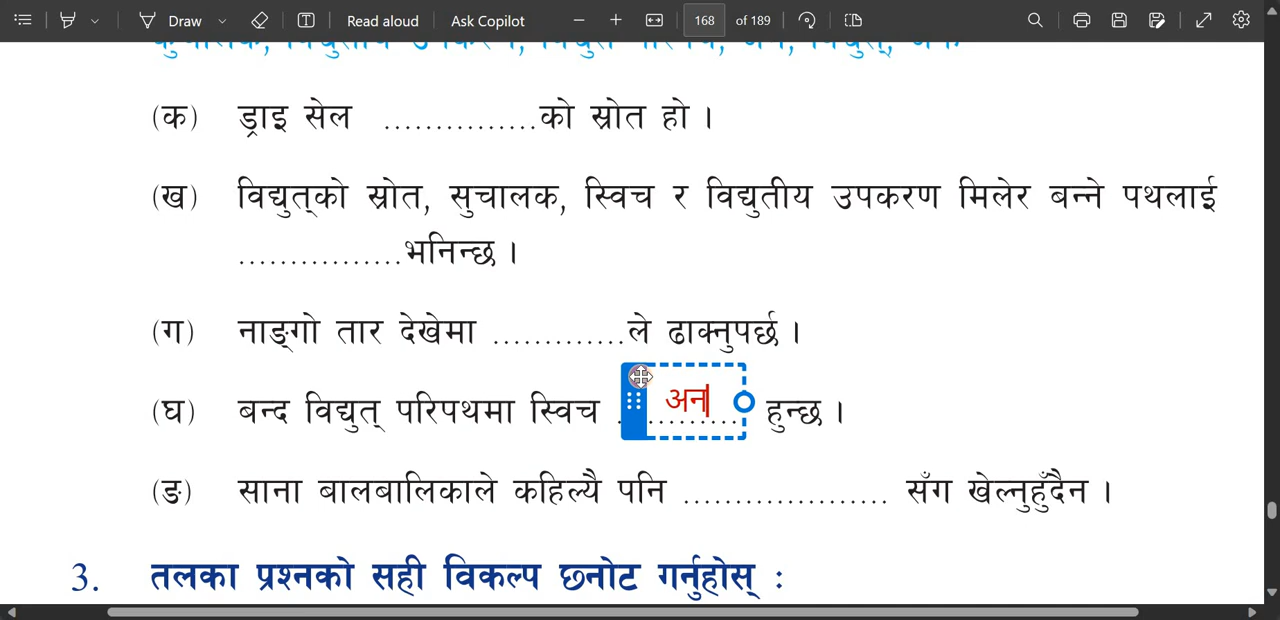 Draw Read aloud Ask Copilot − + 168 of 189
(क) ड्राइ सेल ...............को स्रोत हो ।
(ख) विद्युत्को स्रोत, सुचालक, स्विच र विद्युतीय उपकरण मिलेर बन्ने पथलाई
................भनिन्छ ।
(ग) नाङ्गो तार देखेमा .............ले ढाक्नुपर्छ ।
(घ) बन्द विद्युत् परिपथमा स्विच अन ......... हुन्छ ।
(ङ) साना बालबालिकाले कहिल्यै पनि .................... सँग खेल्नुहुँदैन ।
3. तलका प्रश्नको सही विकल्प छनोट गर्नुहोस् :